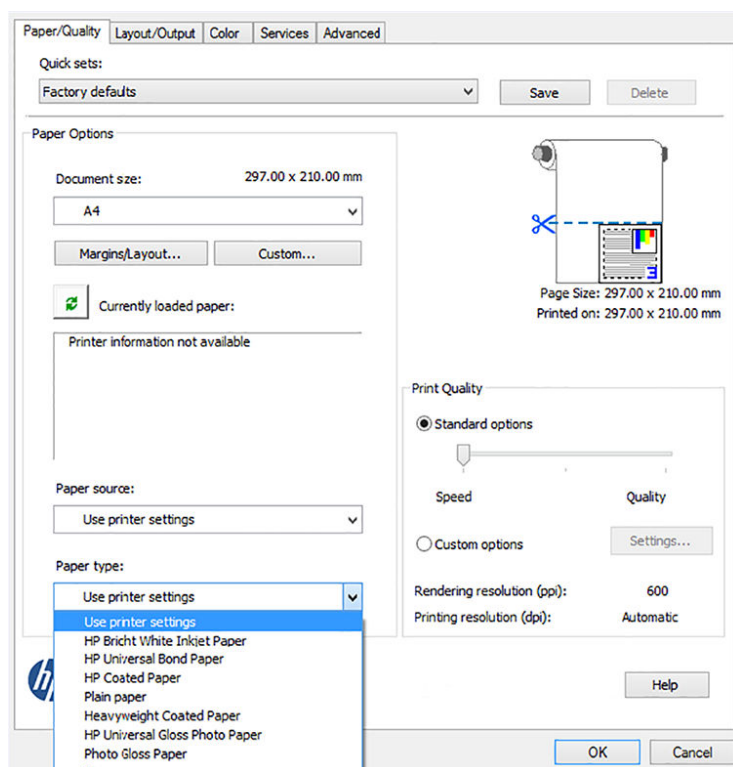 Paper/Quality Layout/Output Color Services Advanced
Quick sets:
Factory defaults Save Delete
Paper Options
Document size: 297.00 x 210.00 mm
A4
Margins/Layout... Custom...
Currently loaded paper:
Printer information not available
Page Size: 297.00 x 210.00 mm
Printed on: 297.00 x 210.00 mm
Print Quality
Standard options
Speed Quality
Custom options Settings...
Rendering resolution (ppi): 600
Printing resolution (dpi): Automatic
Paper source:
Use printer settings
Paper type:
Use printer settings
Use printer settings
HP Bricht White Inkjet Paper
HP Universal Bond Paper
HP Coated Paper
Plain paper
Heavyweight Coated Paper
HP Universal Gloss Photo Paper
Photo Gloss Paper
hp
Help
OK Cancel